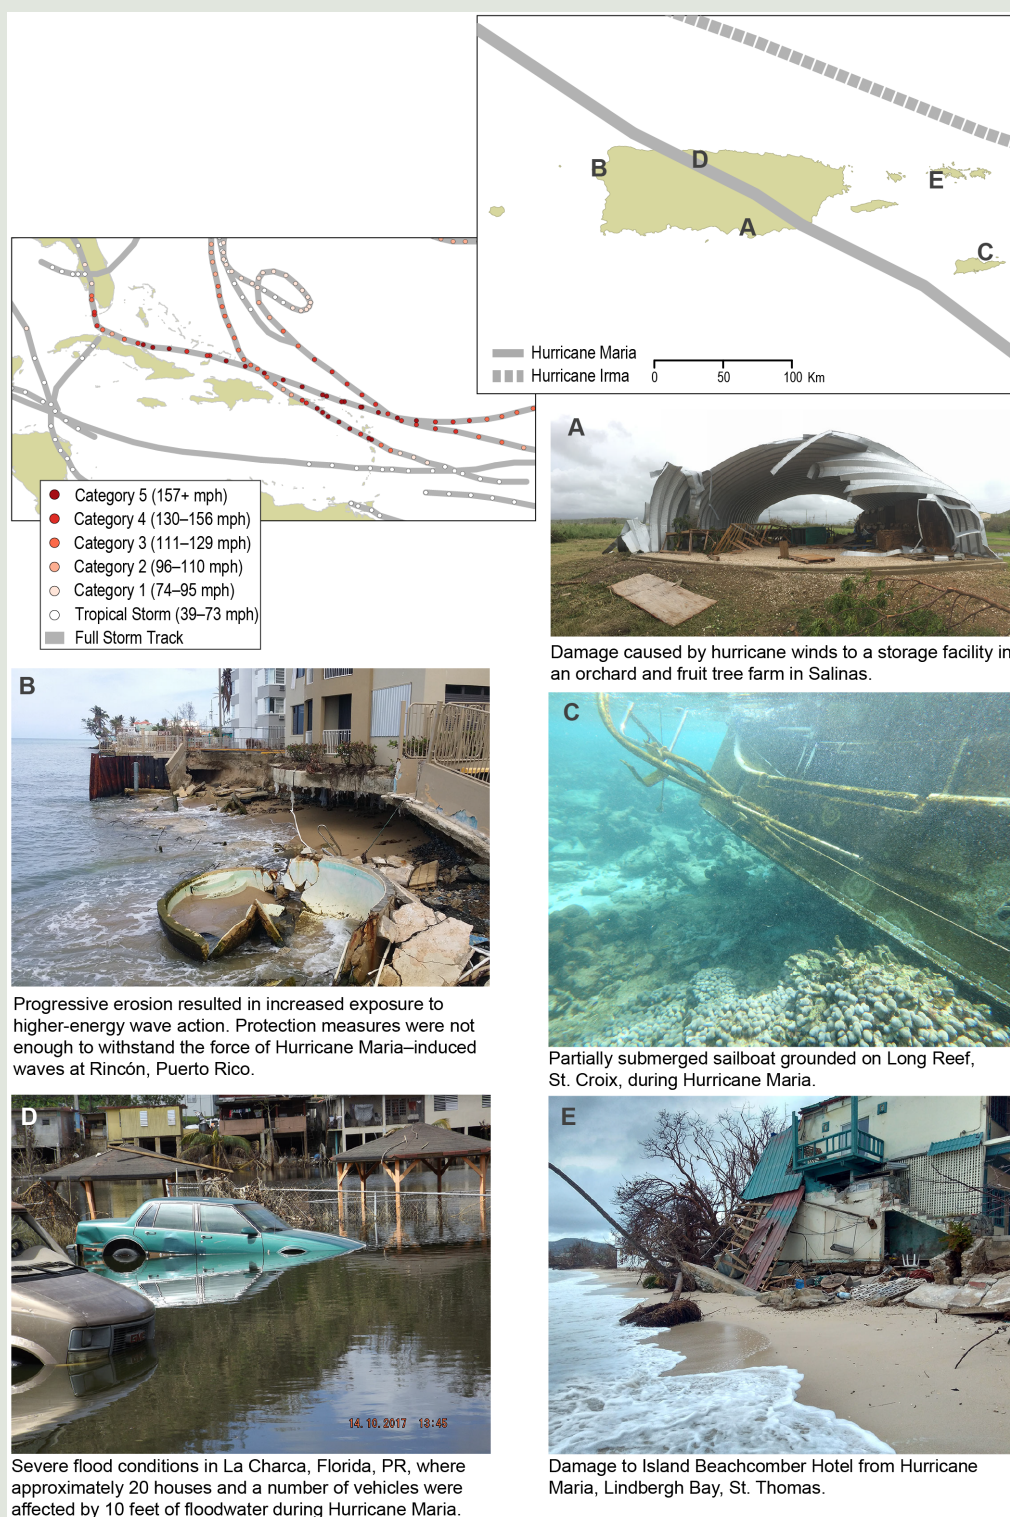 B
D
E
A
C
Hurricane Maria
Hurricane Irma
0 50 100 Km
Category 5 (157+ mph)
Category 4 (130–156 mph)
Category 3 (111–129 mph)
Category 2 (96–110 mph)
Category 1 (74–95 mph)
Tropical Storm (39–73 mph)
Full Storm Track
A
Damage caused by hurricane winds to a storage facility in
an orchard and fruit tree farm in Salinas.
B
Progressive erosion resulted in increased exposure to
higher-energy wave action. Protection measures were not
enough to withstand the force of Hurricane Maria–induced
waves at Rincón, Puerto Rico.
C
Partially submerged sailboat grounded on Long Reef,
St. Croix, during Hurricane Maria.
D
14.10.2017 13:45
Severe flood conditions in La Charca, Florida, PR, where
approximately 20 houses and a number of vehicles were
affected by 10 feet of floodwater during Hurricane Maria.
E
Damage to Island Beachcomber Hotel from Hurricane
Maria, Lindbergh Bay, St. Thomas.